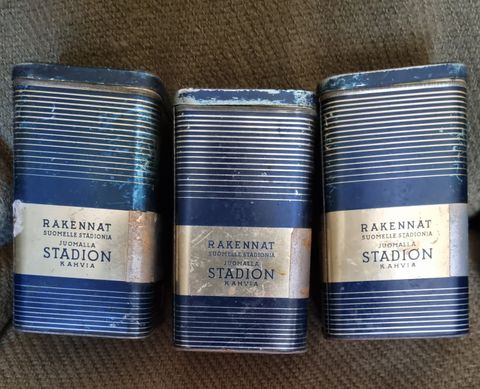 RAKENNAT
SUOMELLE STADIONIA
JUOMALLA
STADION
KAHVIA
RAKENNAT
SUOMELLE STADIONIA
JUOMALLA
STADION
KAHVIA
RAKENNAT
SUOMELLE STADIONIA
JUOMALLA
STADION
KAHVIA